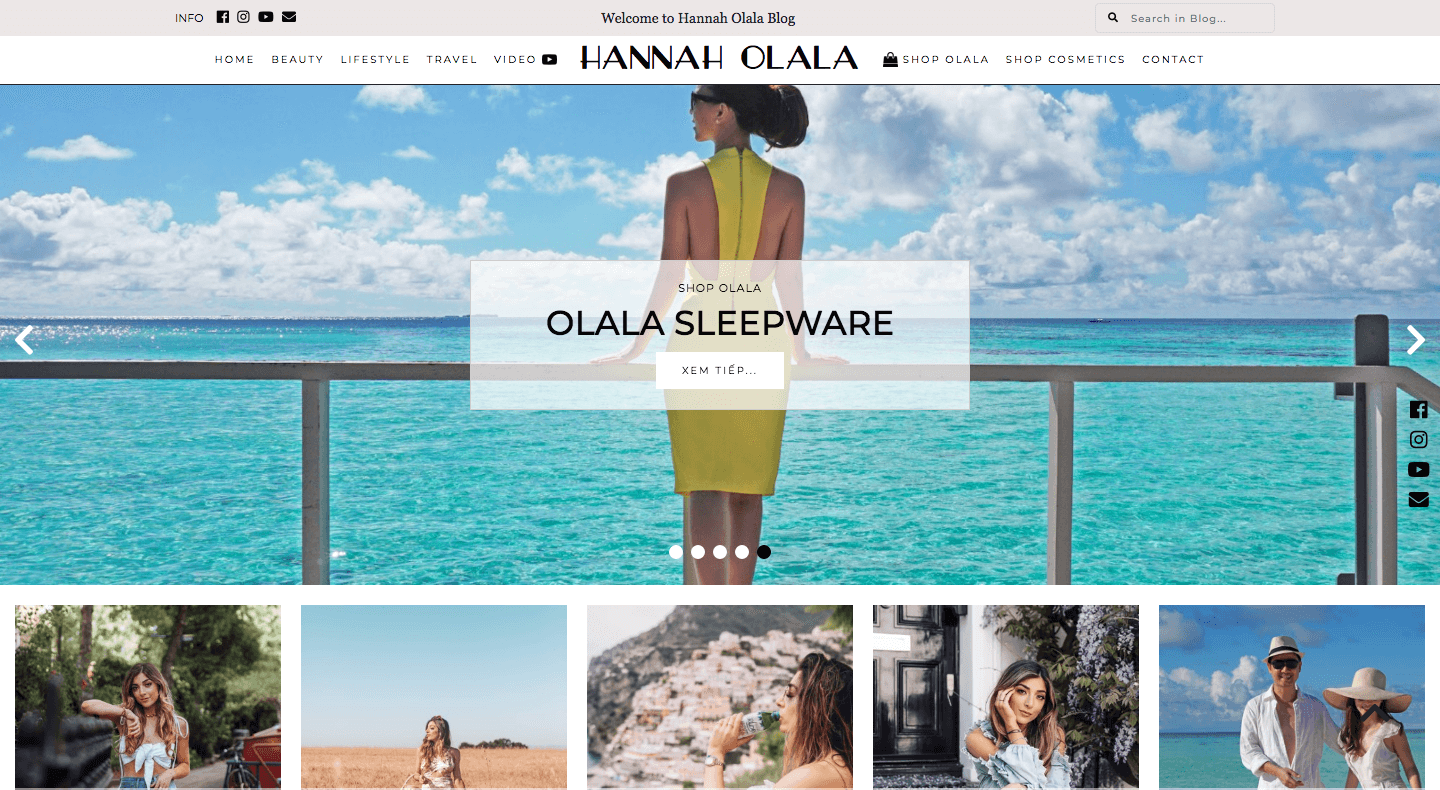 INFO
Welcome to Hannah Olala Blog
Search in Blog...
HOME BEAUTY LIFESTYLE TRAVEL VIDEO HANNAH OLALA SHOP OLALA SHOP COSMETICS CONTACT
SHOP OLALA
OLALA SLEEPWARE
XEM TIẾP...